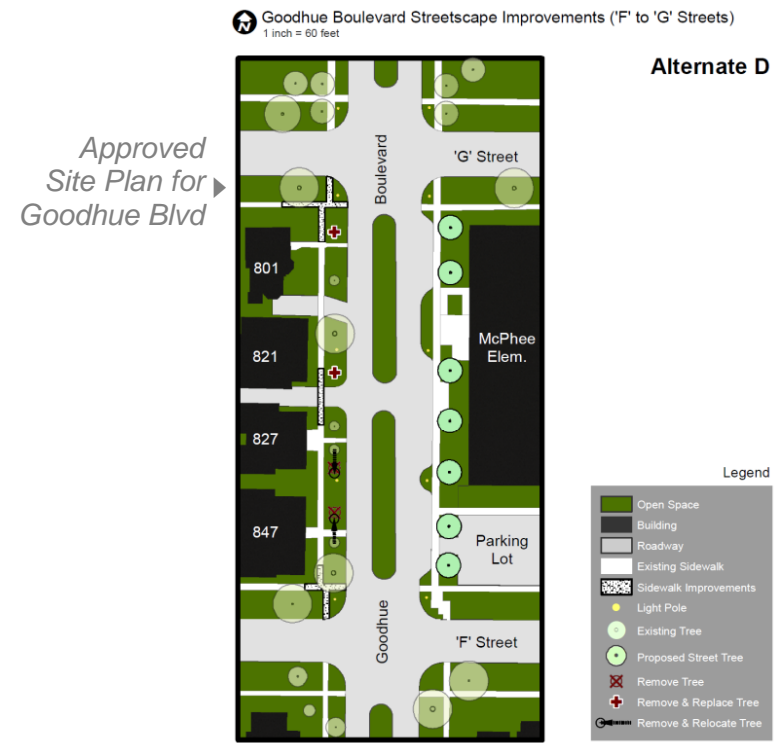 N
Goodhue Boulevard Streetscape Improvements ('F' to 'G' Streets)
1 inch = 60 feet
Alternate D
Approved
Site Plan for
Goodhue Blvd
Boulevard
'G' Street
801
821
McPhee
Elem.
827
847
Parking
Lot
Goodhue
'F' Street
Legend
Open Space
Building
Roadway
Existing Sidewalk
Sidewalk Improvements
Light Pole
Existing Tree
Proposed Street Tree
Remove Tree
Remove & Replace Tree
Remove & Relocate Tree